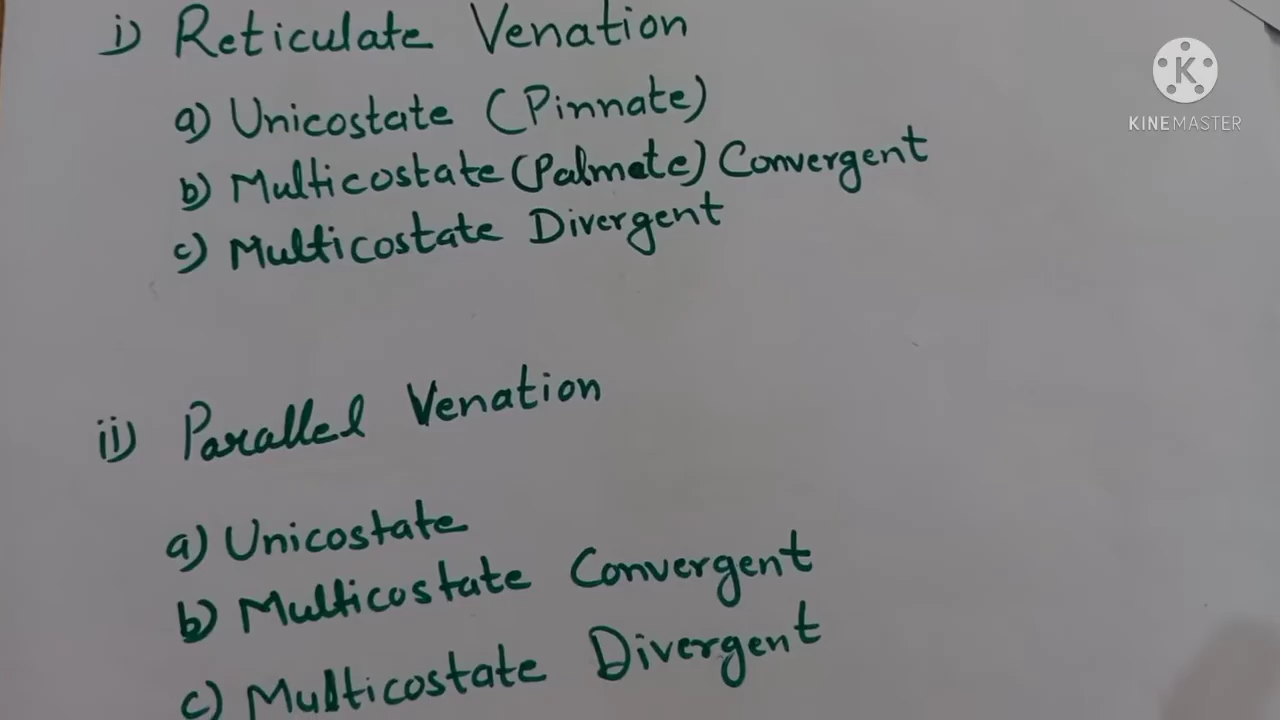 i) Reticulate Venation
a) Unicostate (Pinnate)
b) Multicostate (Palmate) Convergent
c) Multicostate Divergent
ii) Parallel Venation
a) Unicostate
b) Multicostate Convergent
c) Multicostate Divergent
K
KINEMASTER